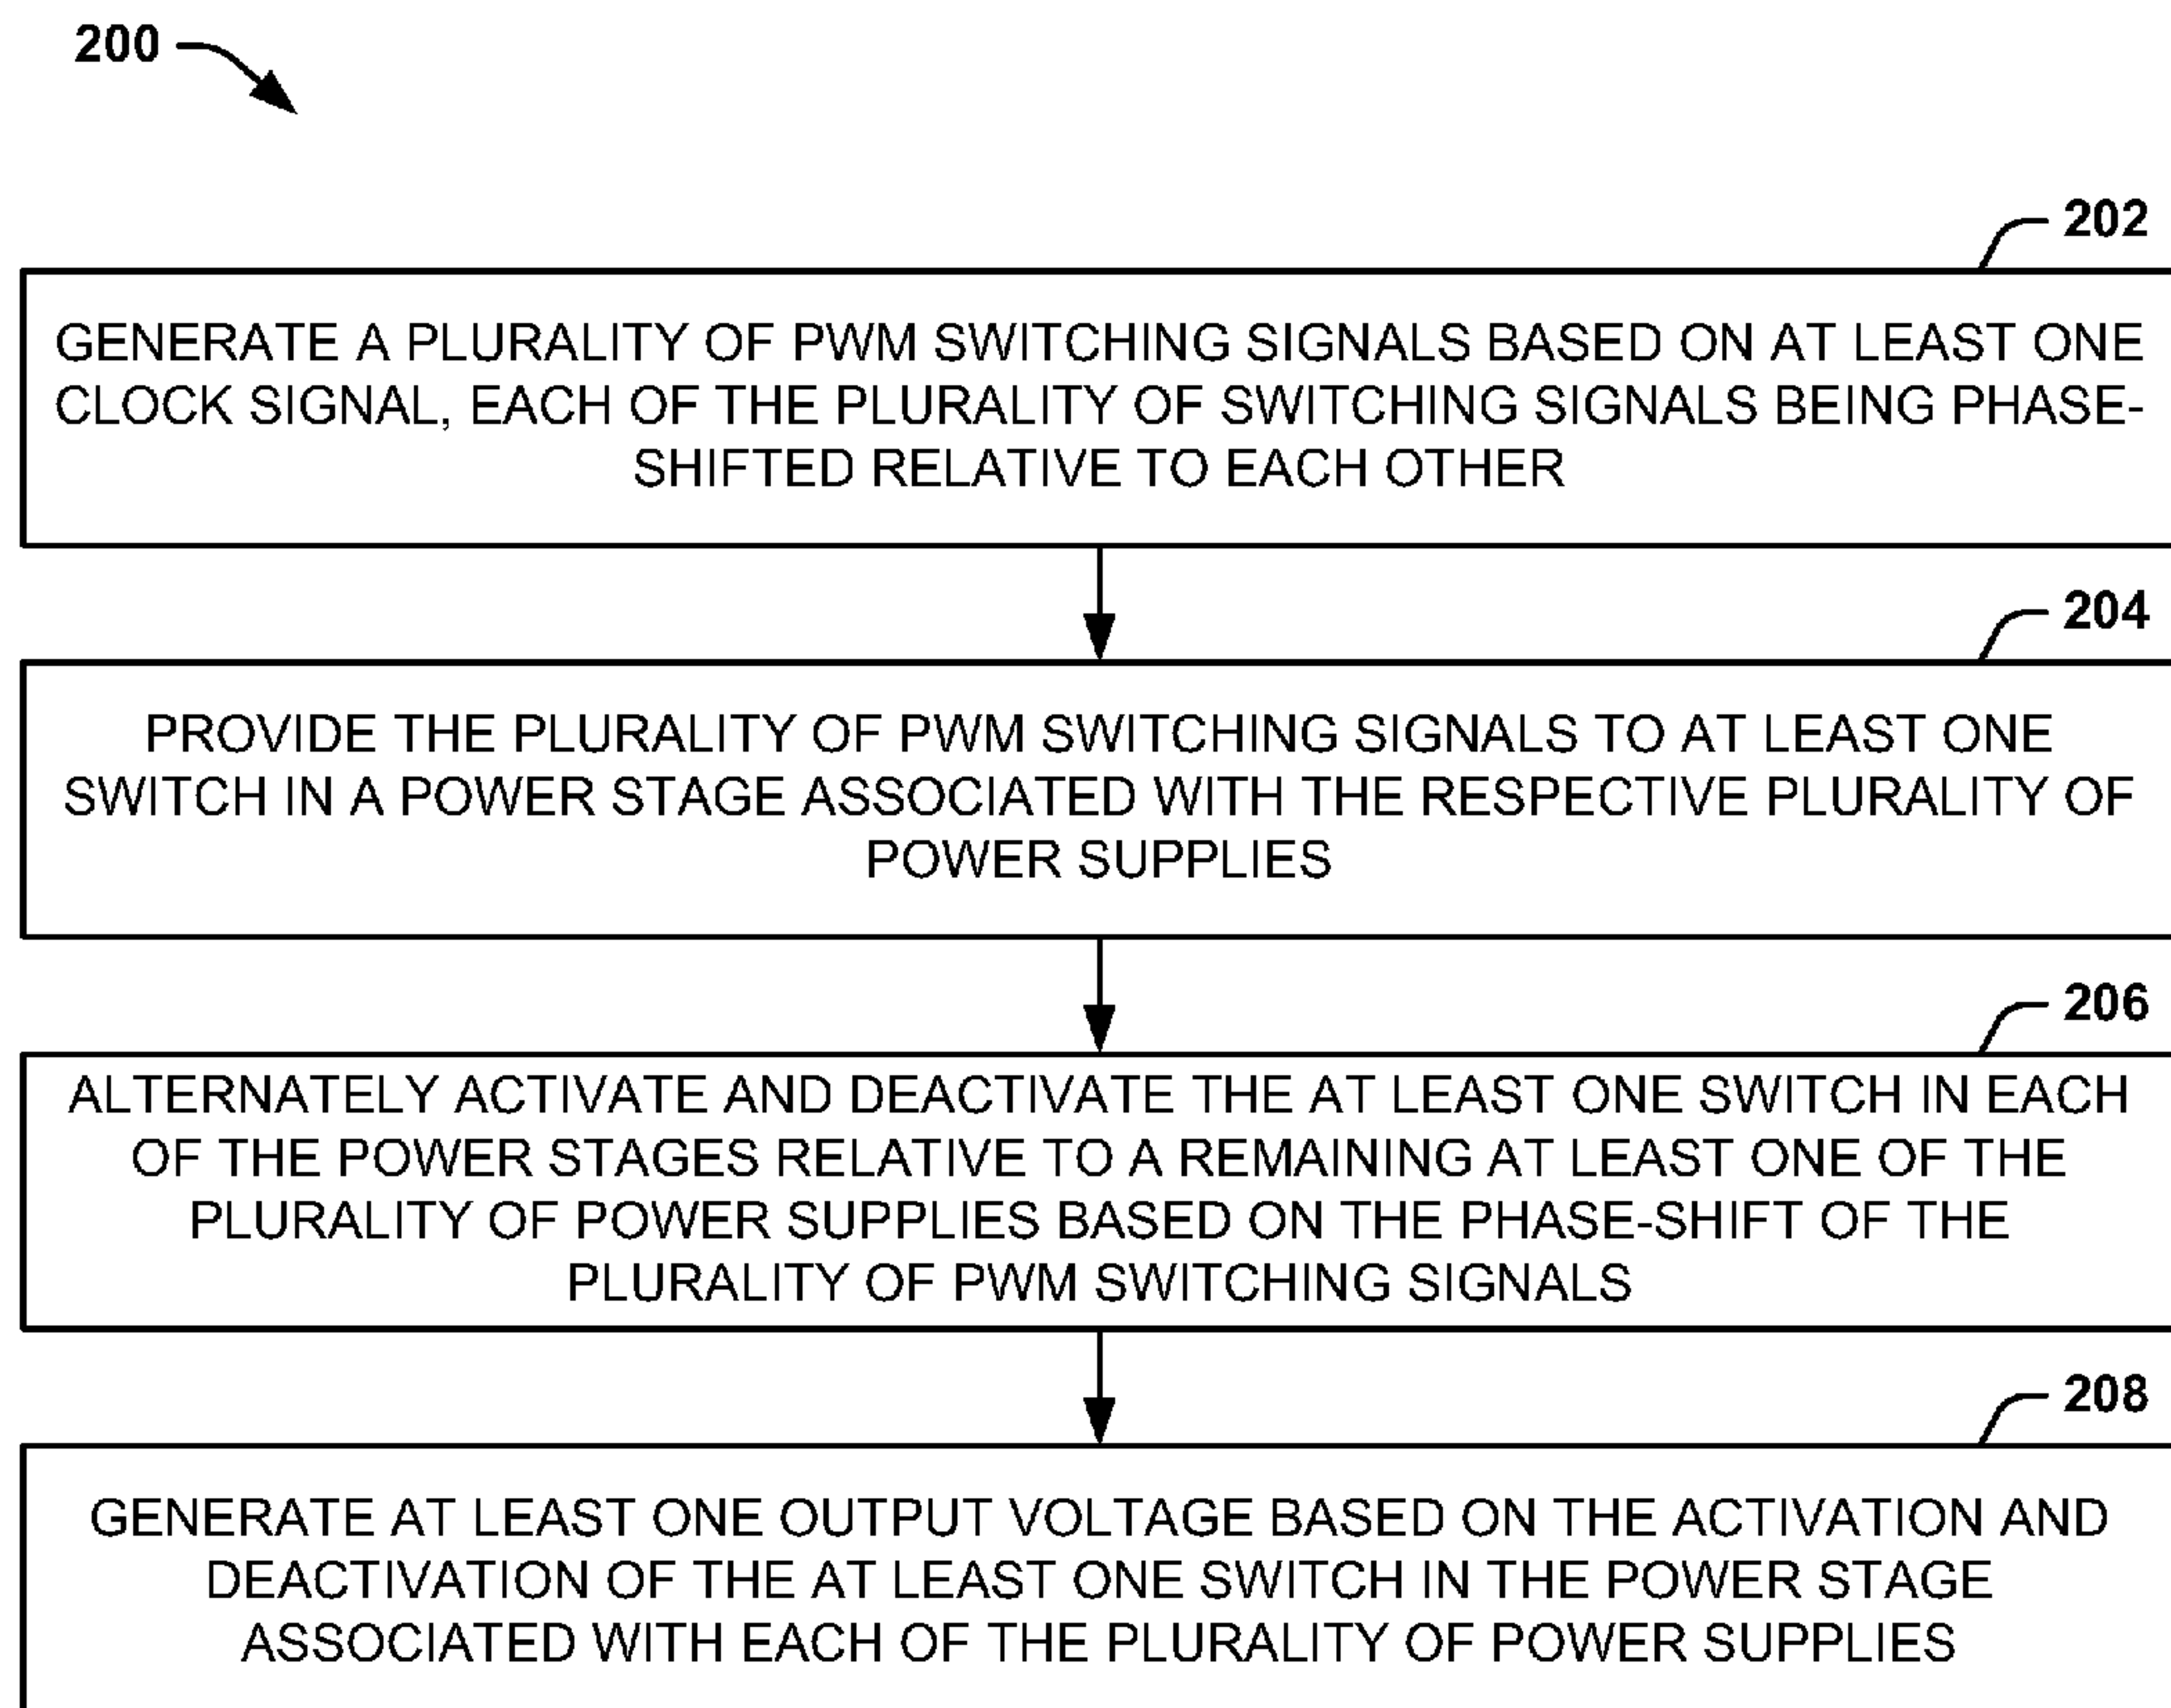 200
202
GENERATE A PLURALITY OF PWM SWITCHING SIGNALS BASED ON AT LEAST ONE
CLOCK SIGNAL, EACH OF THE PLURALITY OF SWITCHING SIGNALS BEING PHASE-
SHIFTED RELATIVE TO EACH OTHER
204
PROVIDE THE PLURALITY OF PWM SWITCHING SIGNALS TO AT LEAST ONE
SWITCH IN A POWER STAGE ASSOCIATED WITH THE RESPECTIVE PLURALITY OF
POWER SUPPLIES
206
ALTERNATELY ACTIVATE AND DEACTIVATE THE AT LEAST ONE SWITCH IN EACH
OF THE POWER STAGES RELATIVE TO A REMAINING AT LEAST ONE OF THE
PLURALITY OF POWER SUPPLIES BASED ON THE PHASE-SHIFT OF THE
PLURALITY OF PWM SWITCHING SIGNALS
208
GENERATE AT LEAST ONE OUTPUT VOLTAGE BASED ON THE ACTIVATION AND
DEACTIVATION OF THE AT LEAST ONE SWITCH IN THE POWER STAGE
ASSOCIATED WITH EACH OF THE PLURALITY OF POWER SUPPLIES